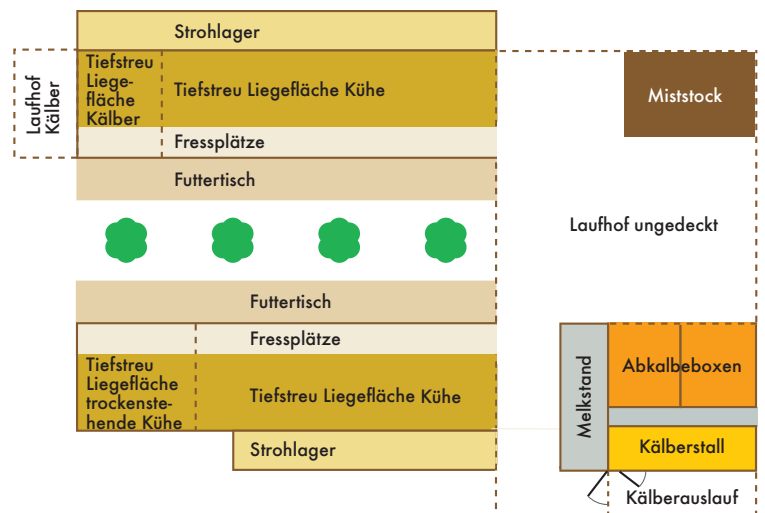 Strohlager
Laufhof
Kälber
Tiefstreu
Liege-
fläche
Kälber
Tiefstreu Liegefläche Kühe
Fressplätze
Futtertisch
Miststock
Laufhof ungedeckt
Futtertisch
Fressplätze
Tiefstreu
Liegefläche
trockenste-
hende Kühe
Tiefstreu Liegefläche Kühe
Strohlager
Melkstand
Abkalbeboxen
Kälberstall
Kälberauslauf